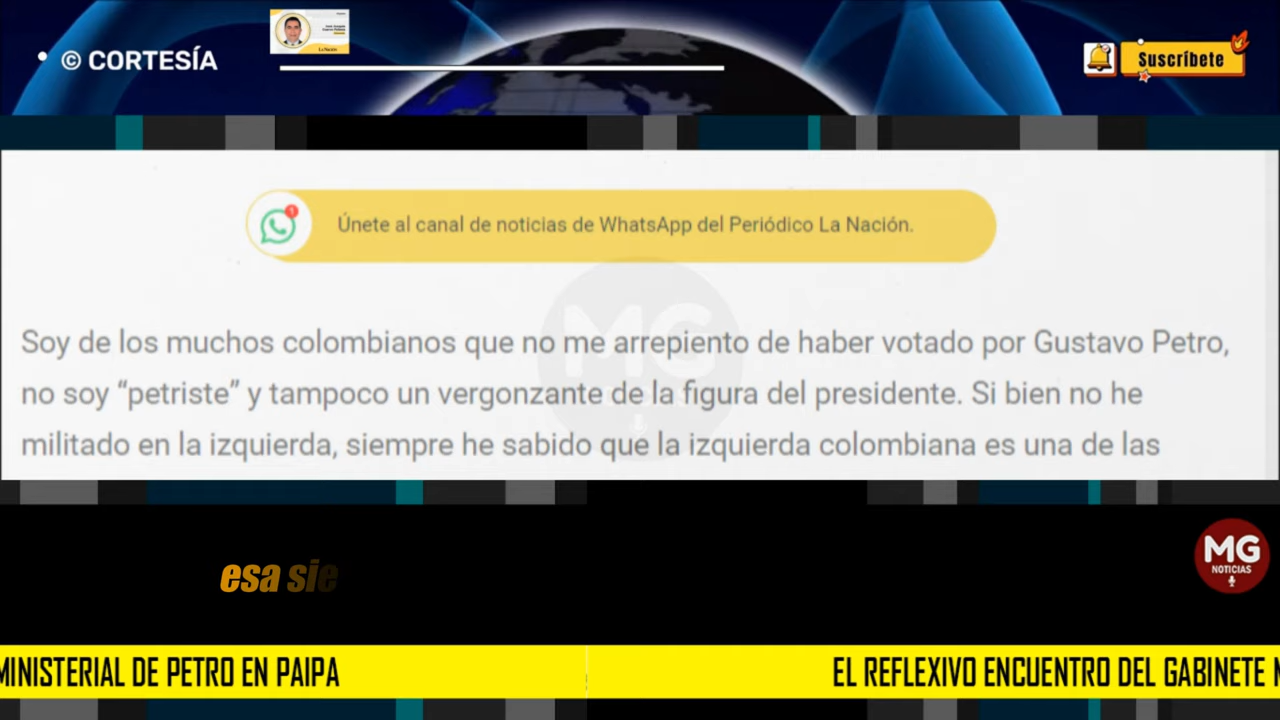 © CORTESÍA
La Nación
Suscríbete
Únete al canal de noticias de WhatsApp del Periódico La Nación.
Soy de los muchos colombianos que no me arrepiento de haber votado por Gustavo Petro,
no soy “petriste” y tampoco un vergonzante de la figura del presidente. Si bien no he
militado en la izquierda, siempre he sabido que la izquierda colombiana es una de las
MG
esa sie
MG
NOTICIAS
MINISTERIAL DE PETRO EN PAIPA
EL REFLEXIVO ENCUENTRO DEL GABINETE